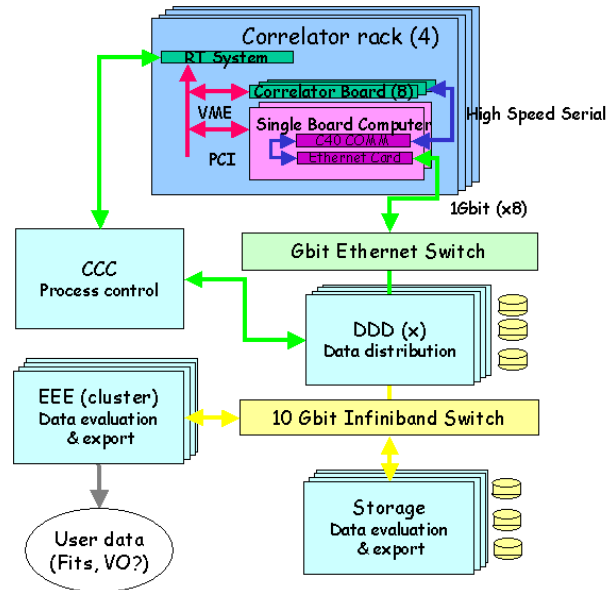 Correlator rack (4)
RT System
Correlator Board (8)
VME
High Speed Serial
Single Board Computer
C40 COMM
PCI
Ethernet Card
1Gbit (x8)
Gbit Ethernet Switch
CCC
Process control
DDD (x)
Data distribution
EEE (cluster)
Data evaluation
& export
10 Gbit Infiniband Switch
Storage
Data evaluation
& export
User data
(Fits, VO?)